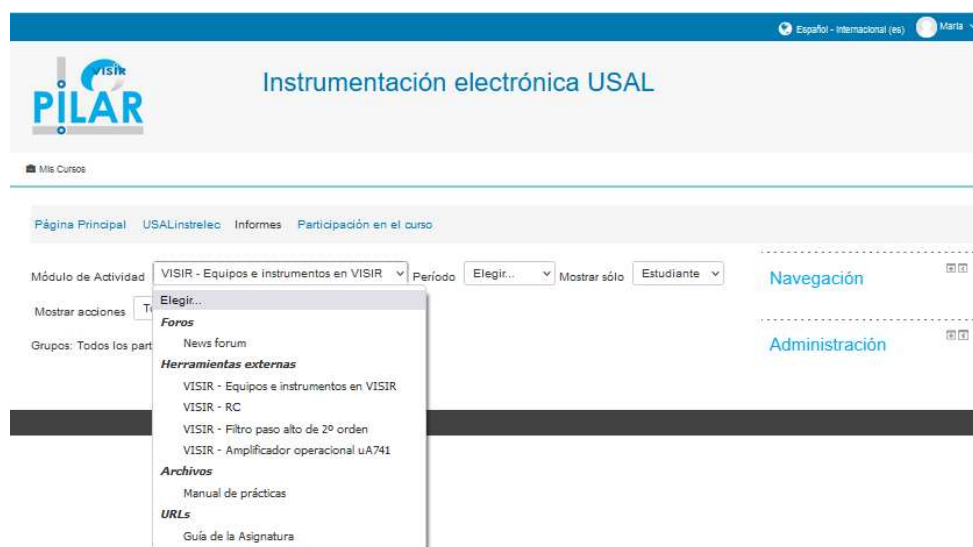 Español - Internacional (es) María
VISIR
PILAR
Instrumentación electrónica USAL
Mis Cursos
Página Principal USALinstrelec Informes Participación en el curso
Módulo de Actividad VISIR - Equipos e instrumentos en VISIR Período Elegir... Mostrar sólo Estudiante
Navegación
Elegir...
Mostrar acciones
Foros
Administración
Grupos: Todos los
News forum
Herramientas externas
VISIR - Equipos e instrumentos en VISIR
VISIR - RC
VISIR - Filtro paso alto de 2º orden
VISIR - Amplificador operacional uA741
Archivos
Manual de prácticas
URLs
Guía de la Asignatura